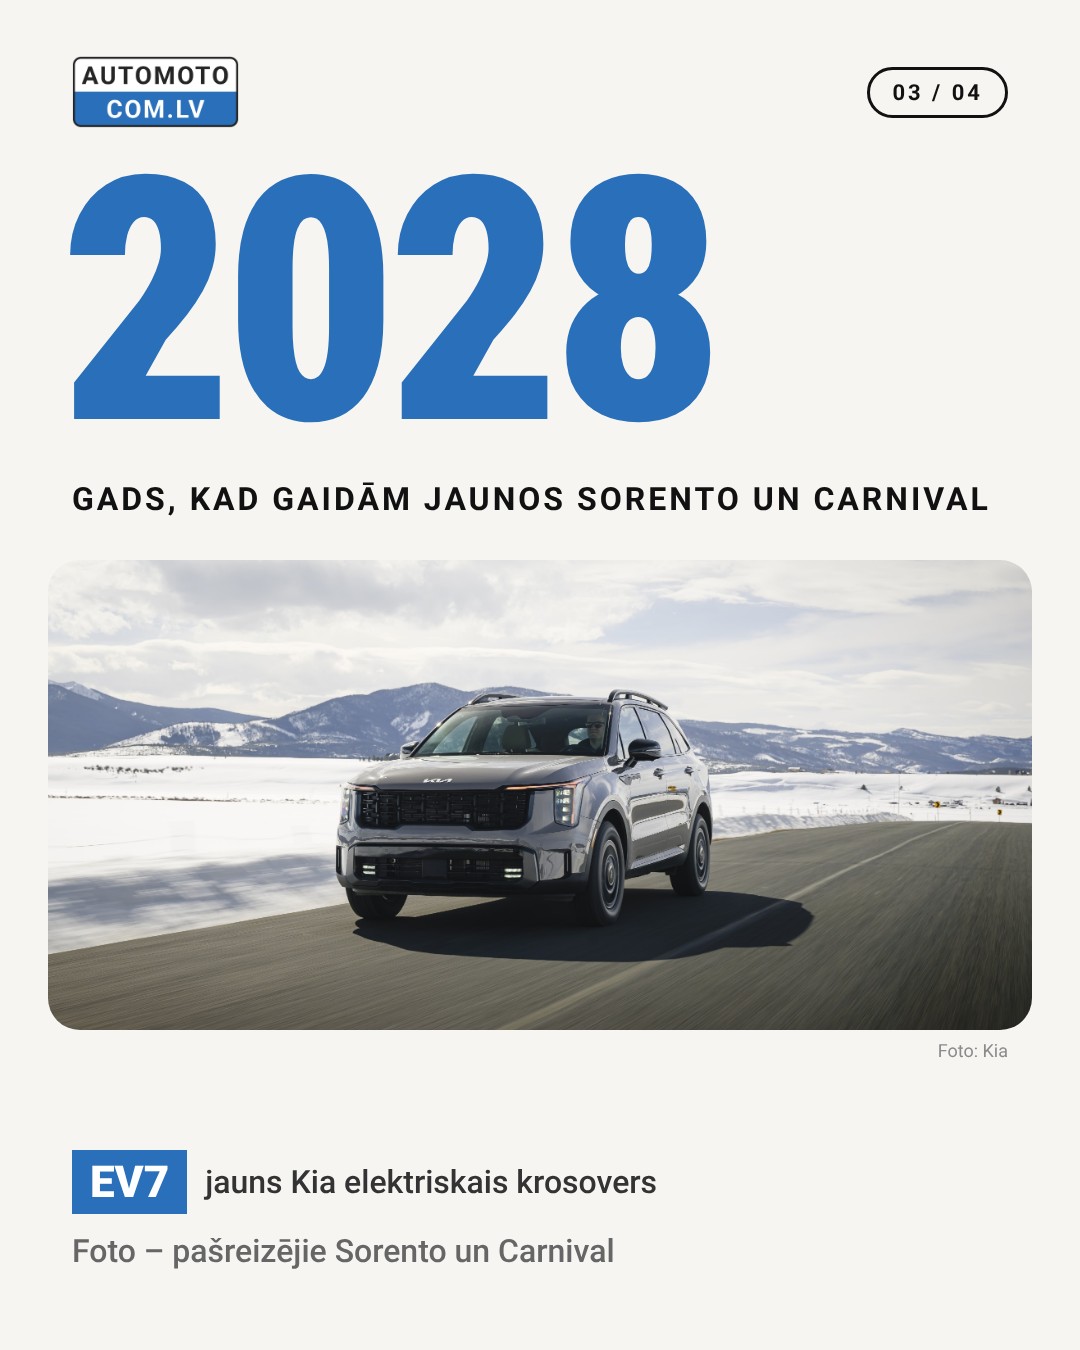 AUTOMOTO
COM.LV
03 / 04
2028
GADS, KAD GAIDĀM JAUNOS SORENTO UN CARNIVAL
KIA
Foto: Kia
EV7 jauns Kia elektriskais krosovers
Foto – pašreizējie Sorento un Carnival